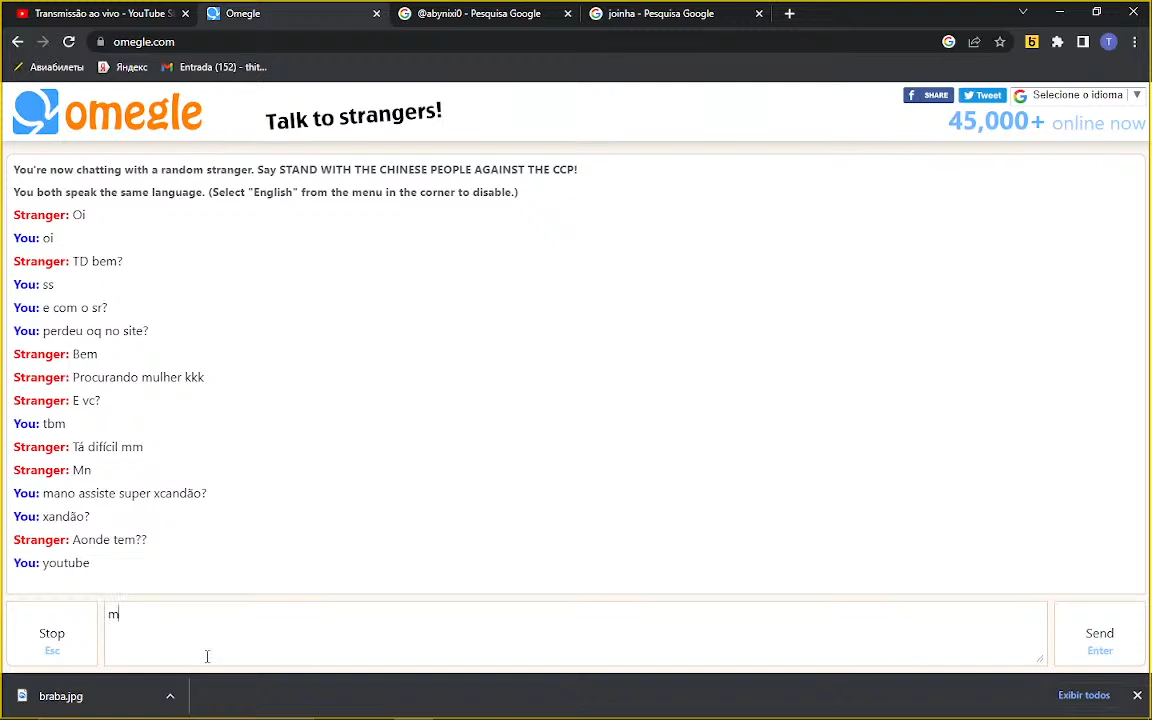 Transmissão ao vivo - YouTube S
Omegle
@abynixi0 - Pesquisa Google
joinha - Pesquisa Google
omegle.com
b
T
Авиабилеты
Яндекс
Entrada (152) - thit...
omegle
Talk to strangers!
SHARE
Tweet
Selecione o idioma
45,000+ online now
You're now chatting with a random stranger. Say STAND WITH THE CHINESE PEOPLE AGAINST THE CCP!
You both speak the same language. (Select "English" from the menu in the corner to disable.)
Stranger: Oi
You: oi
Stranger: TD bem?
You: ss
You: e com o sr?
You: perdeu oq no site?
Stranger: Bem
Stranger: Procurando mulher kkk
Stranger: E vc?
You: tbm
Stranger: Tá difícil mm
Stranger: Mn
You: mano assiste super xcandão?
You: xandão?
Stranger: Aonde tem??
You: youtube
m
Stop
Esc
Send
Enter
braba.jpg
Exibir todos